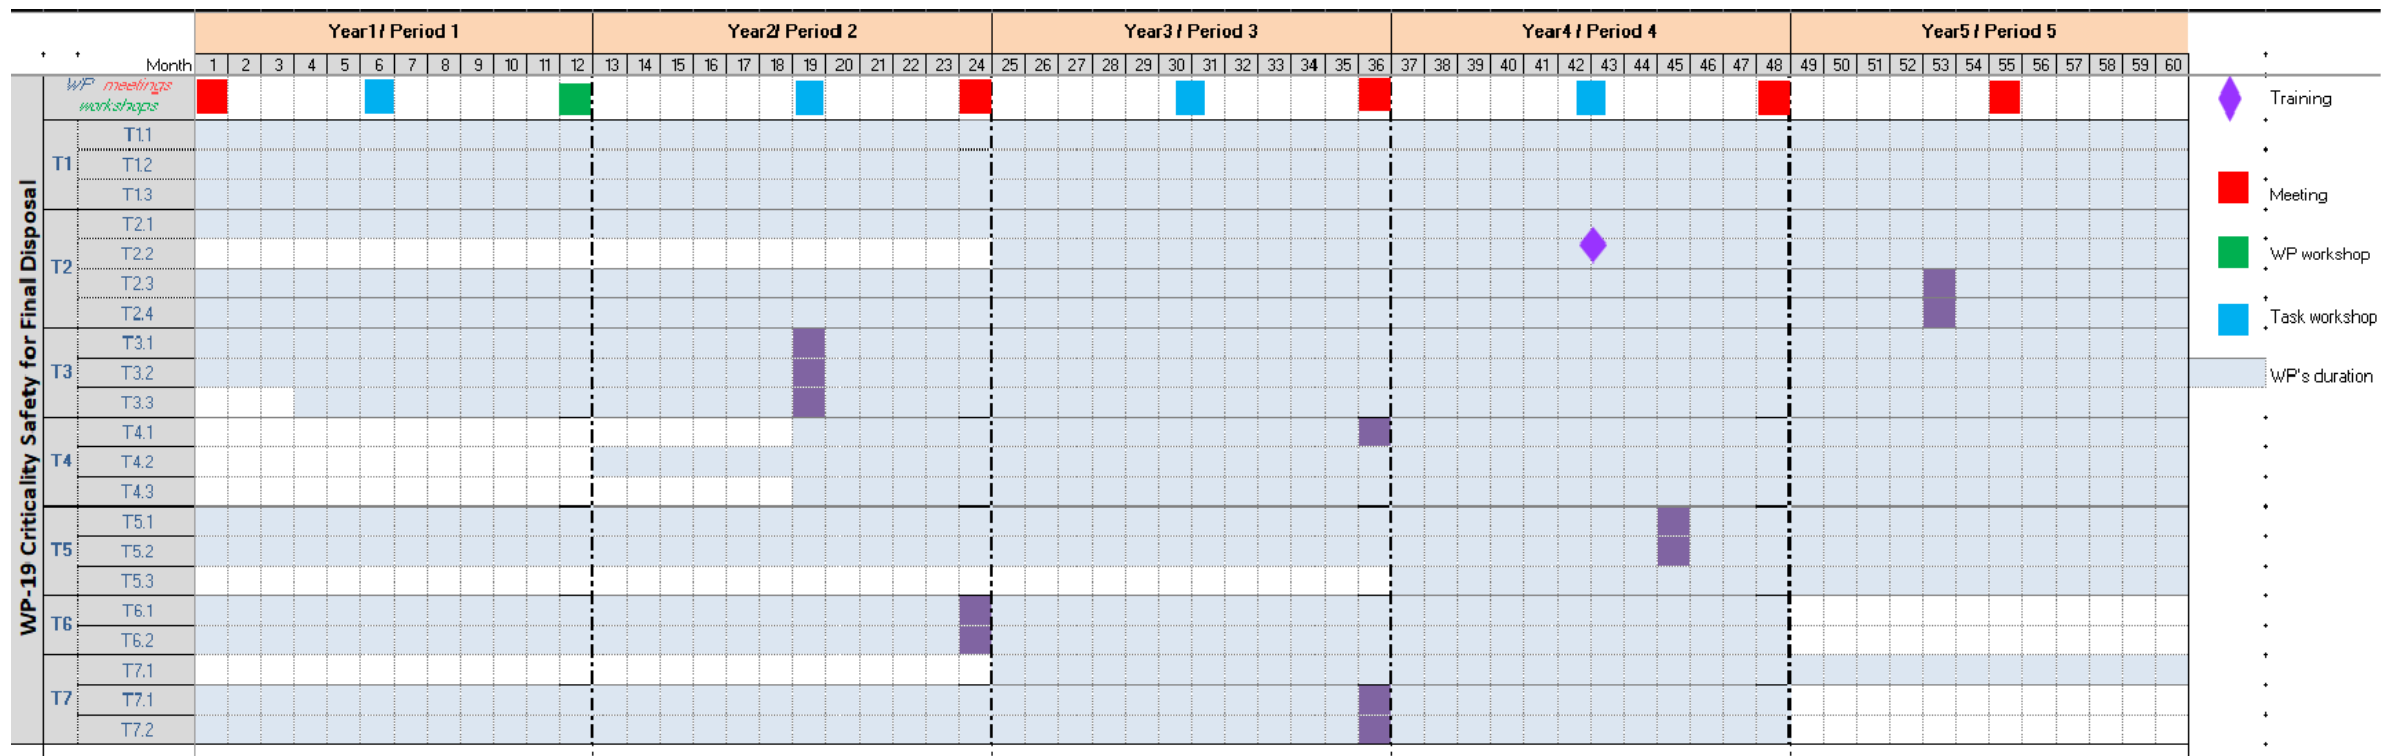 Year1/ Period 1 Year2/ Period 2 Year3 / Period 3 Year4 / Period 4 Year5 / Period 5
Month 1 2 3 4 5 6 7 8 9 10 11 12 13 14 15 16 17 18 19 20 21 22 23 24 25 26 27 28 29 30 31 32 33 34 35 36 37 38 39 40 41 42 43 44 45 46 47 48 49 50 51 52 53 54 55 56 57 58 59 60
WP meetings
workshops
Training
WP-19 Criticality Safety for Final Disposal
T1
T1.1
T1.2
T1.3
Meeting
T2
T2.1
T2.2
WP workshop
T2.3
T2.4
Task workshop
T3
T3.1
T3.2
WP's duration
T3.3
T4
T4.1
T4.2
T4.3
T5
T5.1
T5.2
T5.3
T6
T6.1
T6.2
T7
T7.1
T7.1
T7.2